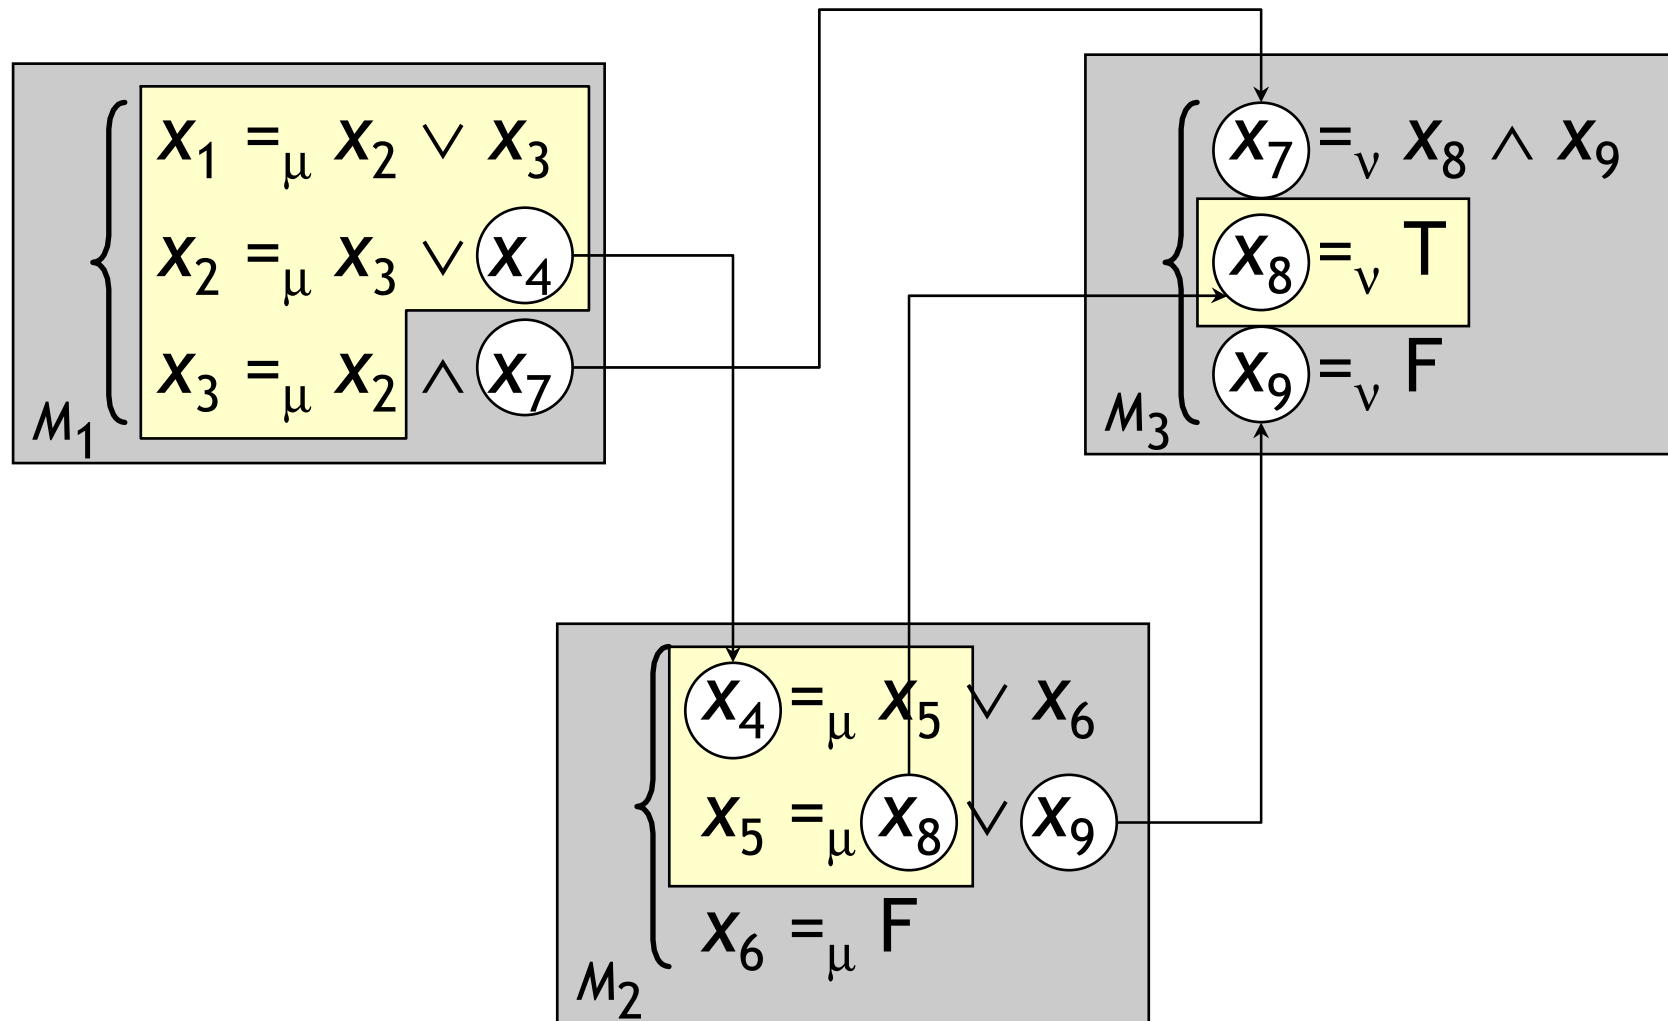 x₁ =μ x₂ ∨ x₃
x₂ =μ x₃ ∨ x₄
x₃ =μ x₂ ∧ x₇
M₁
x₇ =ν x₈ ∧ x₉
x₈ =ν T
x₉ =ν F
M₃
x₄ =μ x₅ ∨ x₆
x₅ =μ x₈ ∨ x₉
x₆ =μ F
M₂